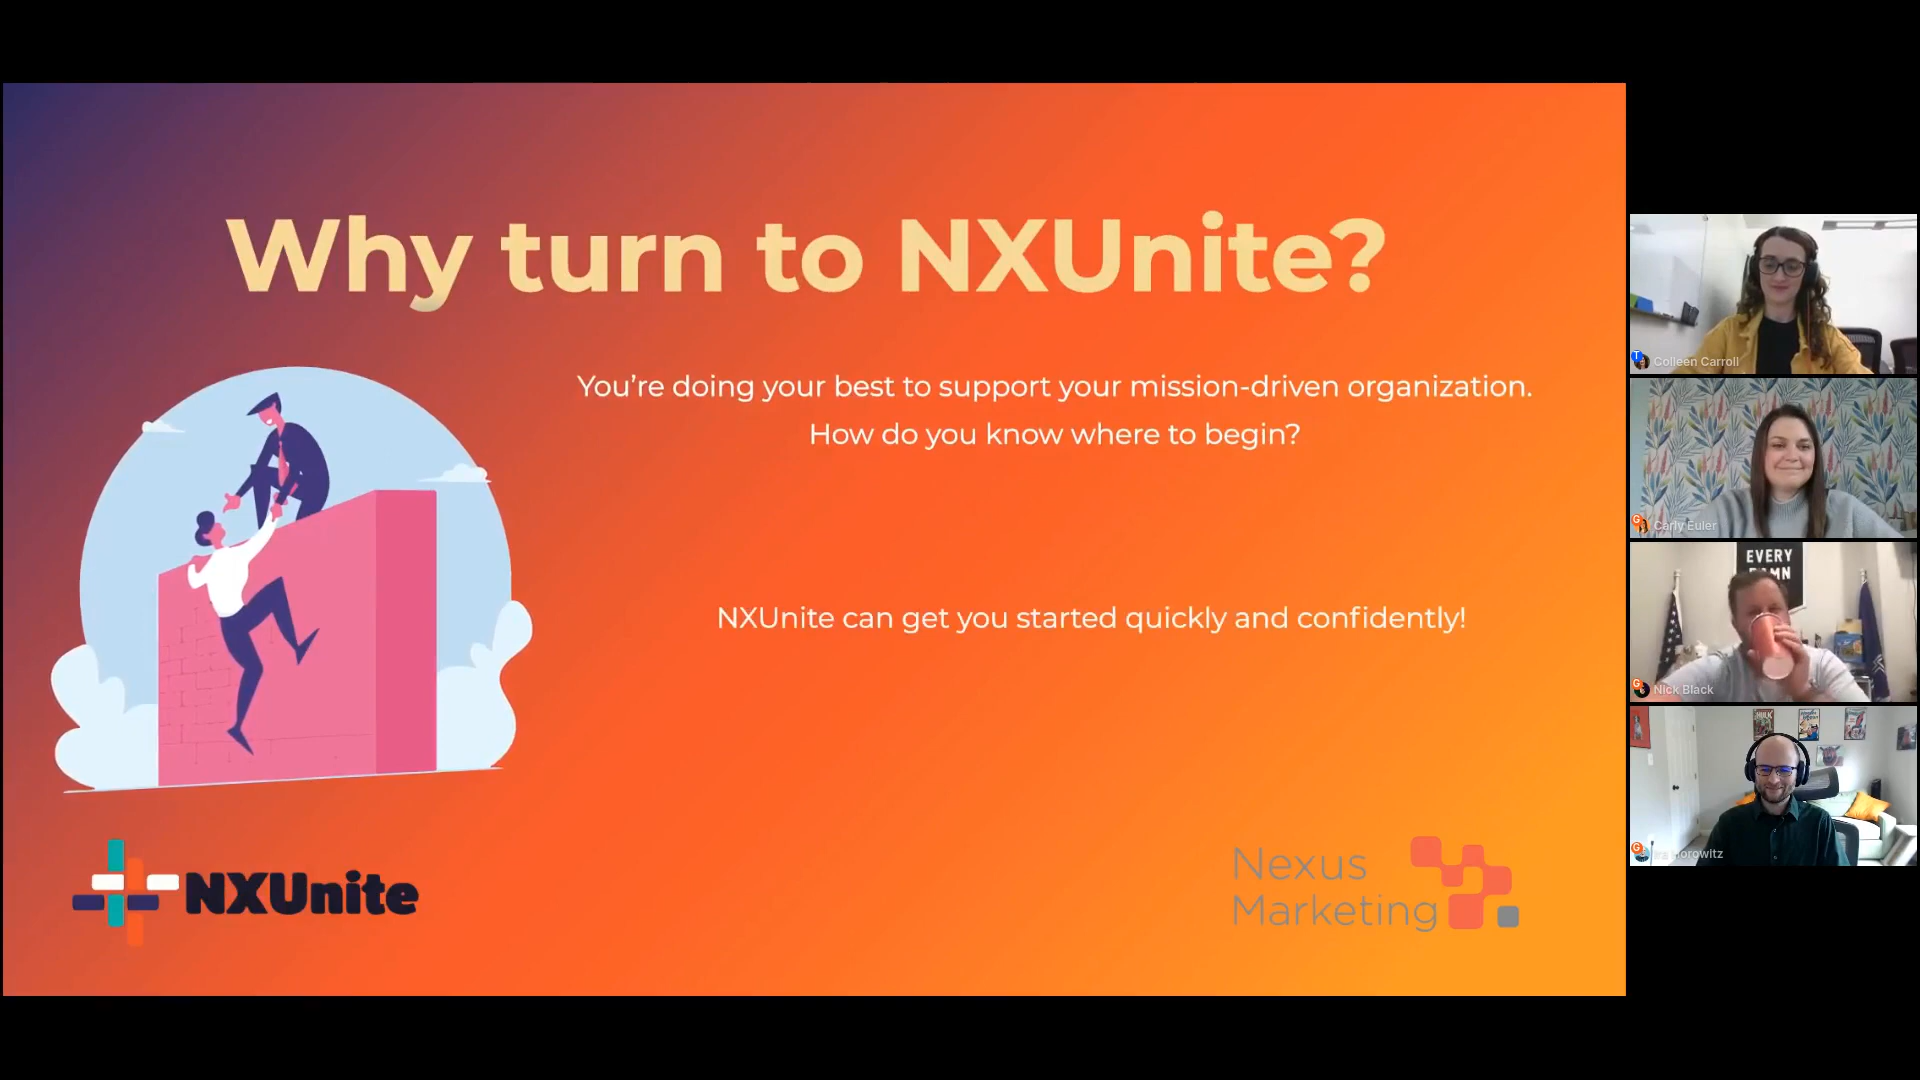 Why turn to NXUnite?
You're doing your best to support your mission-driven organization.
How do you know where to begin?
NXUnite can get you started quickly and confidently!
NXUnite
Nexus
Marketing
Colleen Carroll
Carly Euler
EVERY
Nick Black
Horowitz
HULK